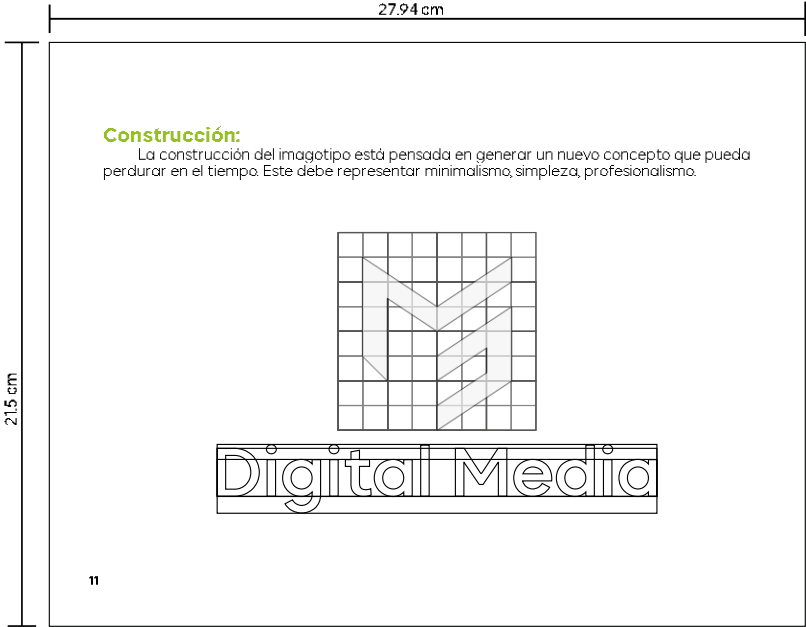 27.94 cm
Construcción:
La construcción del imagotipo está pensada en generar un nuevo concepto que pueda
perdurar en el tiempo. Este debe representar minimalismo, simpleza, profesionalismo.
21.5 cm
Digital Media
11